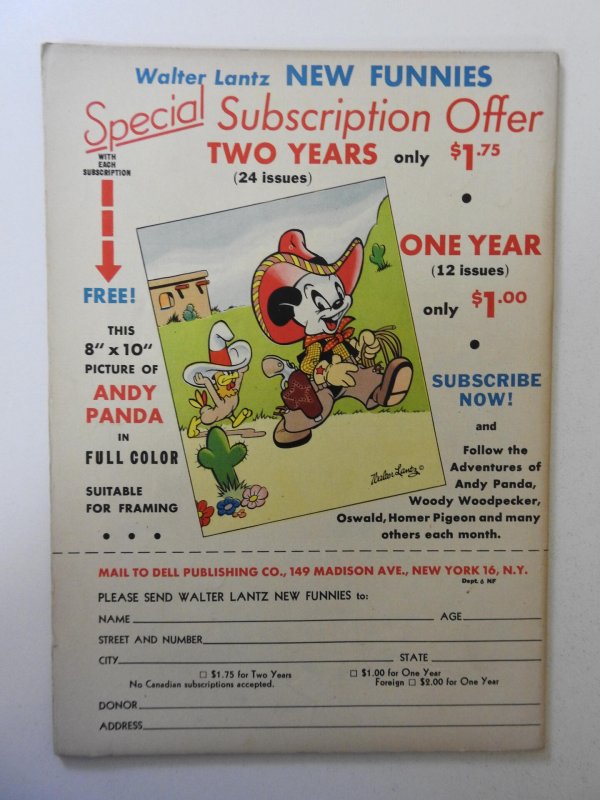 Walter Lantz NEW FUNNIES
Special Subscription Offer
WITH
EACH
SUBSCRIPTION
TWO YEARS only $1.75
(24 issues)
ONE YEAR
(12 issues)
only $1.00
FREE!
THIS
8" x 10"
PICTURE OF
ANDY
PANDA
IN
FULL COLOR
SUITABLE
FOR FRAMING
SUBSCRIBE
NOW!
and
Follow the
Adventures of
Andy Panda,
Woody Woodpecker,
Oswald, Homer Pigeon and many
others each month.
Walter Lantz ©
MAIL TO DELL PUBLISHING CO., 149 MADISON AVE., NEW YORK 16, N.Y.
Dept. 6 NF
PLEASE SEND WALTER LANTZ NEW FUNNIES to:
NAME AGE
STREET AND NUMBER
CITY STATE
□ $1.75 for Two Years □ $1.00 for One Year
No Canadian subscriptions accepted. Foreign □ $2.00 for One Year
DONOR
ADDRESS